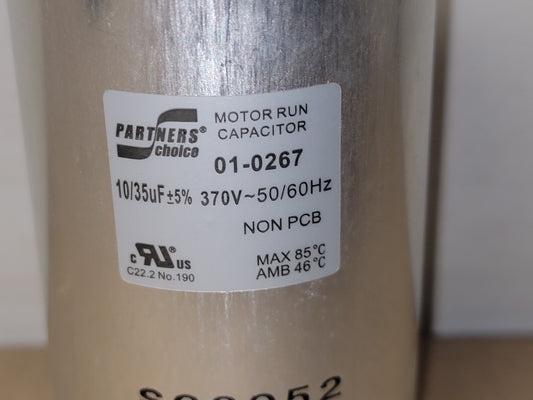 PARTNERS®
choice
MOTOR RUN
CAPACITOR
01-0267
10/35uF±5% 370V~50/60Hz
NON PCB
c RU® US
C22.2 No.190
MAX 85°C
AMB 46°C